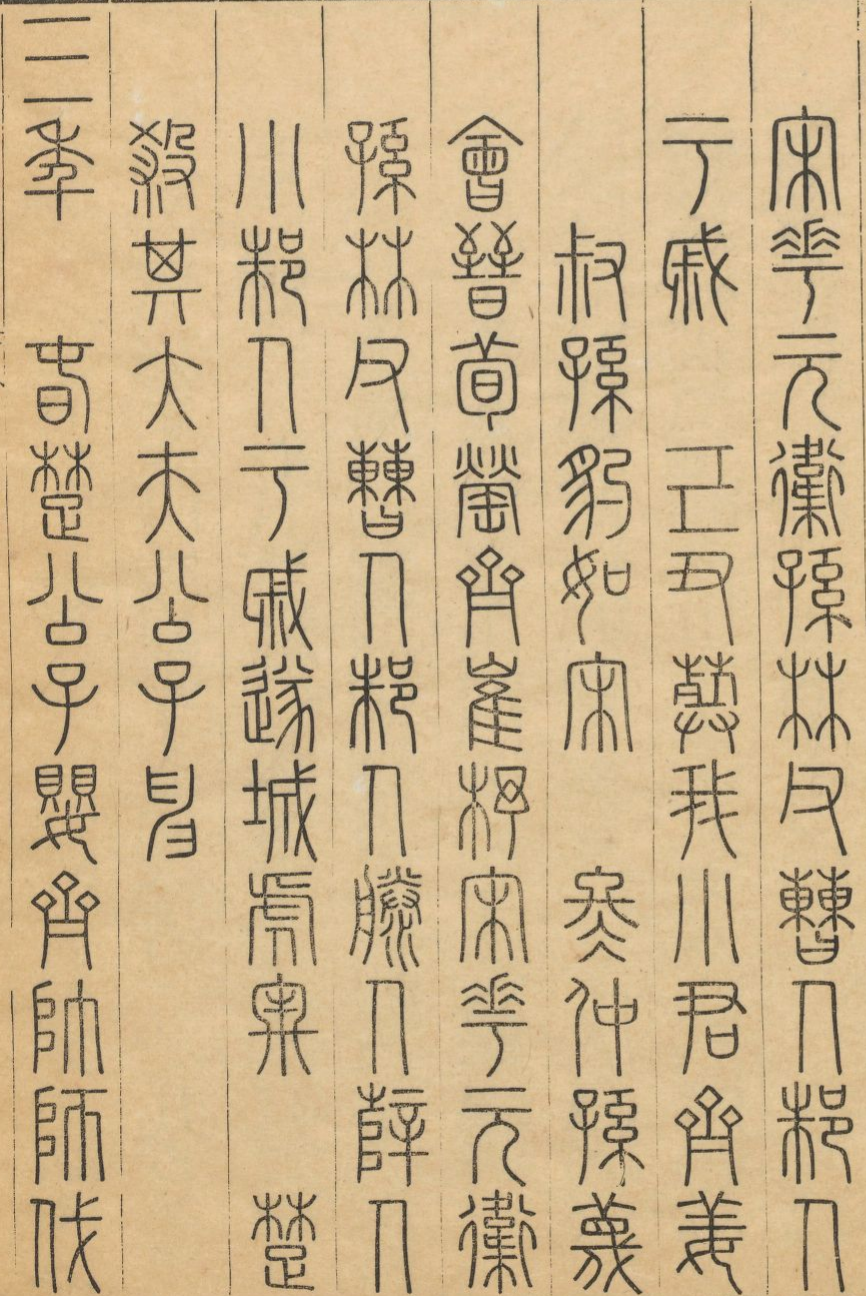 宋華元衞孫林父曹人邾人
于戚 己丑葬我小君齊姜
叔孫豹如宋 冬仲孫蔑
會晉荀罃齊崔杼宋華元衞
孫林父曹人邾人滕人薛人
小邾人于戚遂城虎牢 楚
殺其大夫公子申
三年 春楚公子嬰齊帥師伐